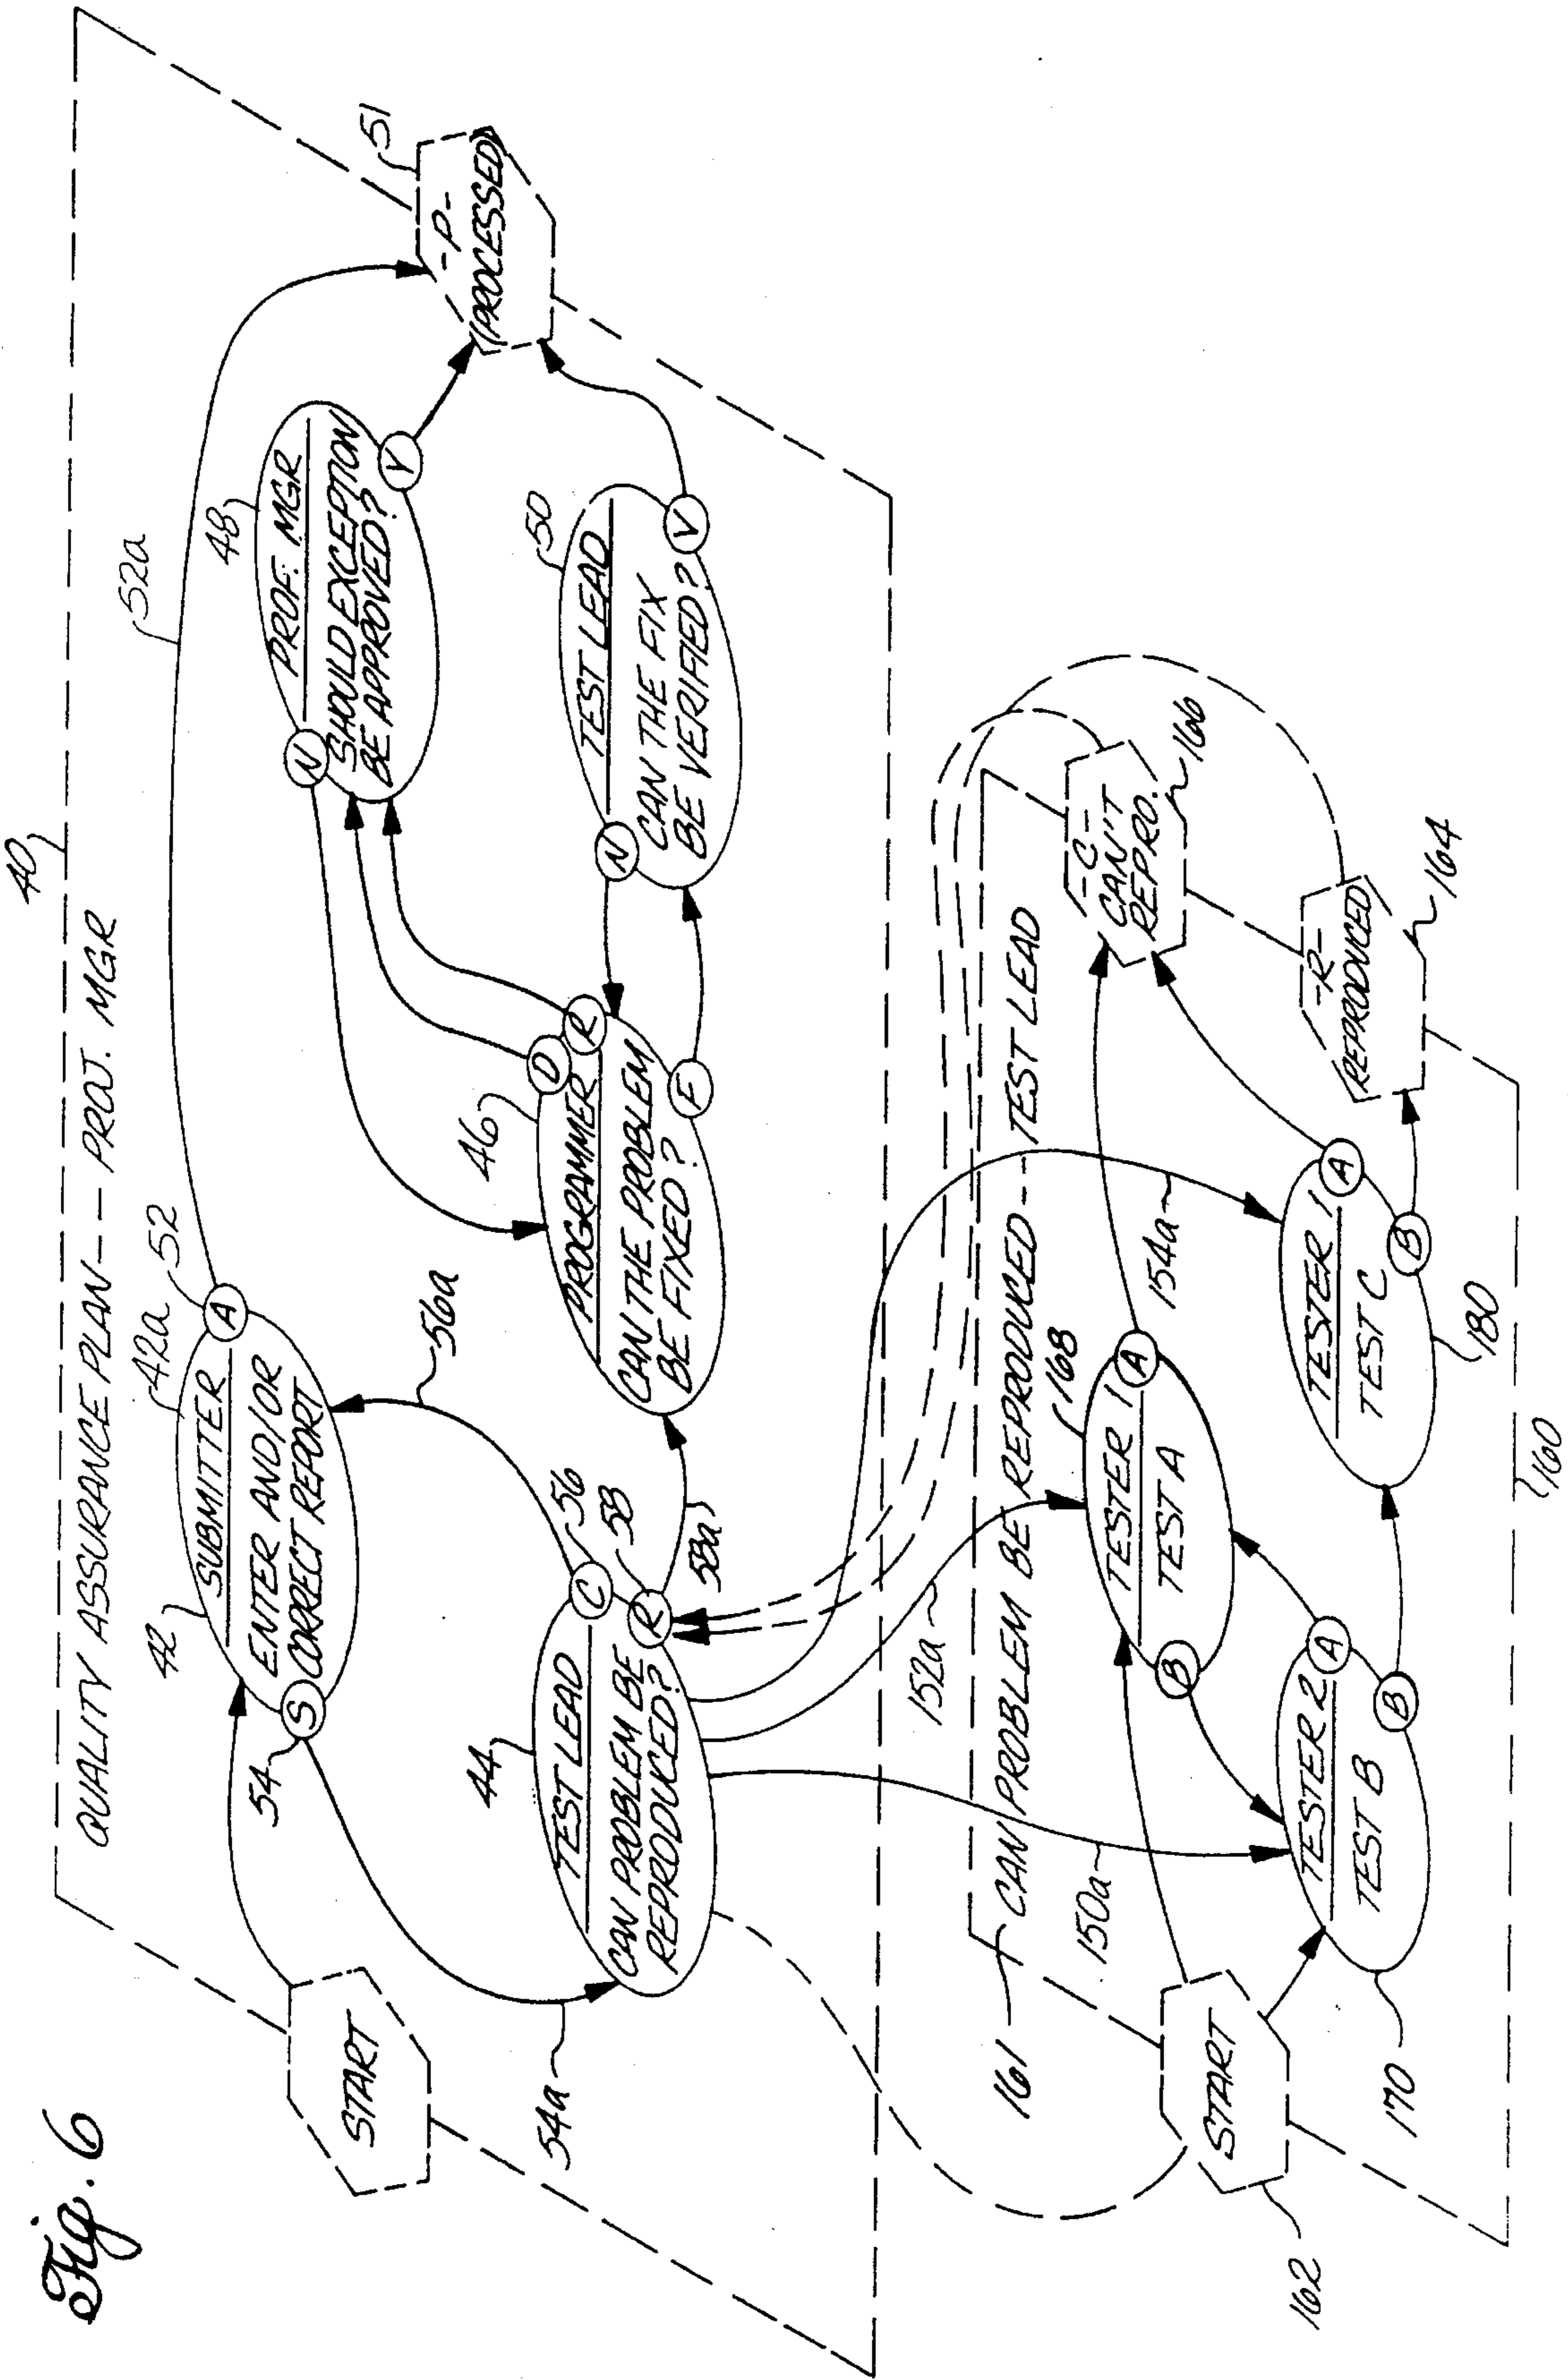 Fig. 6
40
QUALITY ASSURANCE PLAN -- PROJ. MGR
52a
42
42a
52
SUBMITTER
ENTER AND/OR
CORRECT REPORT
A
S
54
START
54a
56a
48
PROF. MGR
SHOULD EXCEPTION
BE APPROVED?
N
Y
51
-P-
(PROCESSED)
44
TEST LEAD
CAN PROBLEM BE
REPRODUCED?
C
R
56
58
58a
46
PROGRAMMER
CAN THE PROBLEM
BE FIXED?
D
R
F
50
TEST LEAD
CAN THE FIX
BE VERIFIED?
N
V
161
CAN PROBLEM BE REPRODUCED -- TEST LEAD
150a
152a
154a
START
162
168
TESTER 1
TEST A
A
B
TESTER 2
TEST B
A
B
170
TESTER 1
TEST C
A
B
180
-C-
CAN'T
REPRO.
166
-R-
REPRODUCED
164
160